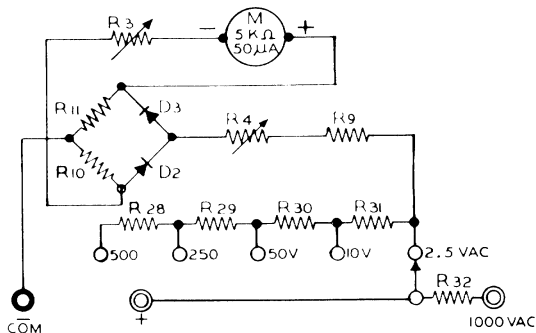 R3
−
M
5KΩ
50µA
+
R11
D3
R4
R9
R10
D2
R28
R29
R30
R31
500
250
50V
10V
2.5 VAC
R32
−
COM
+
1000 VAC